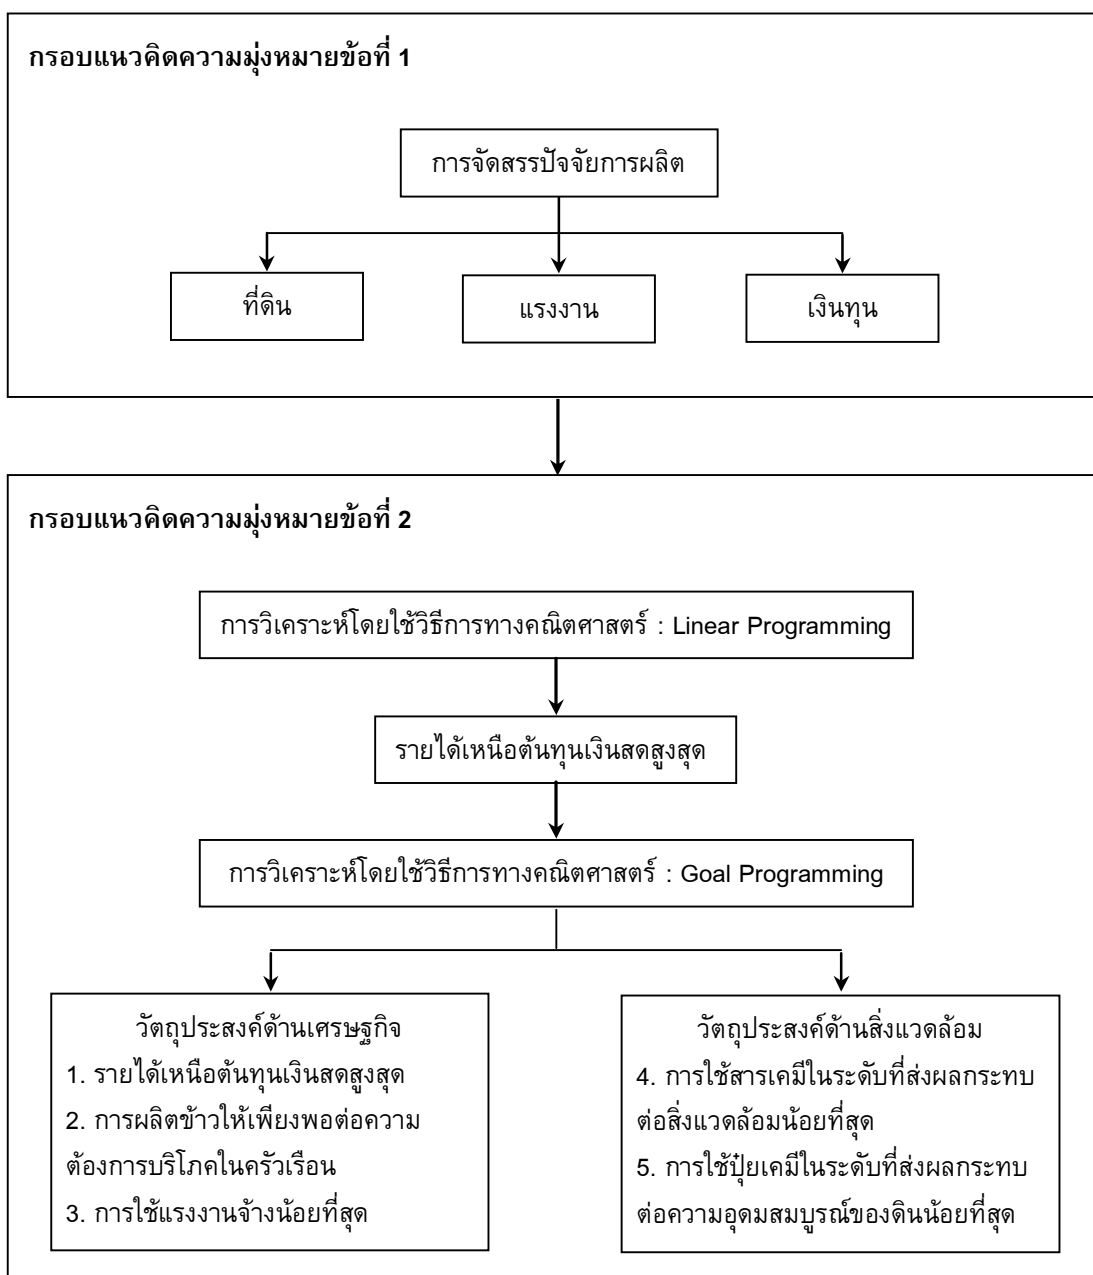 กรอบแนวคิดความมุ่งหมายข้อที่ 1
การจัดสรรปัจจัยการผลิต
ที่ดิน
แรงงาน
เงินทุน
กรอบแนวคิดความมุ่งหมายข้อที่ 2
การวิเคราะห์โดยใช้วิธีการทางคณิตศาสตร์ : Linear Programming
รายได้เหนือต้นทุนเงินสดสูงสุด
การวิเคราะห์โดยใช้วิธีการทางคณิตศาสตร์ : Goal Programming
วัตถุประสงค์ด้านเศรษฐกิจ
1. รายได้เหนือต้นทุนเงินสดสูงสุด
2. การผลิตข้าวให้เพียงพอต่อความ
ต้องการบริโภคในครัวเรือน
3. การใช้แรงงานจ้างน้อยที่สุด
วัตถุประสงค์ด้านสิ่งแวดล้อม
4. การใช้สารเคมีในระดับที่ส่งผลกระทบ
ต่อสิ่งแวดล้อมน้อยที่สุด
5. การใช้ปุ๋ยเคมีในระดับที่ส่งผลกระทบ
ต่อความอุดมสมบูรณ์ของดินน้อยที่สุด